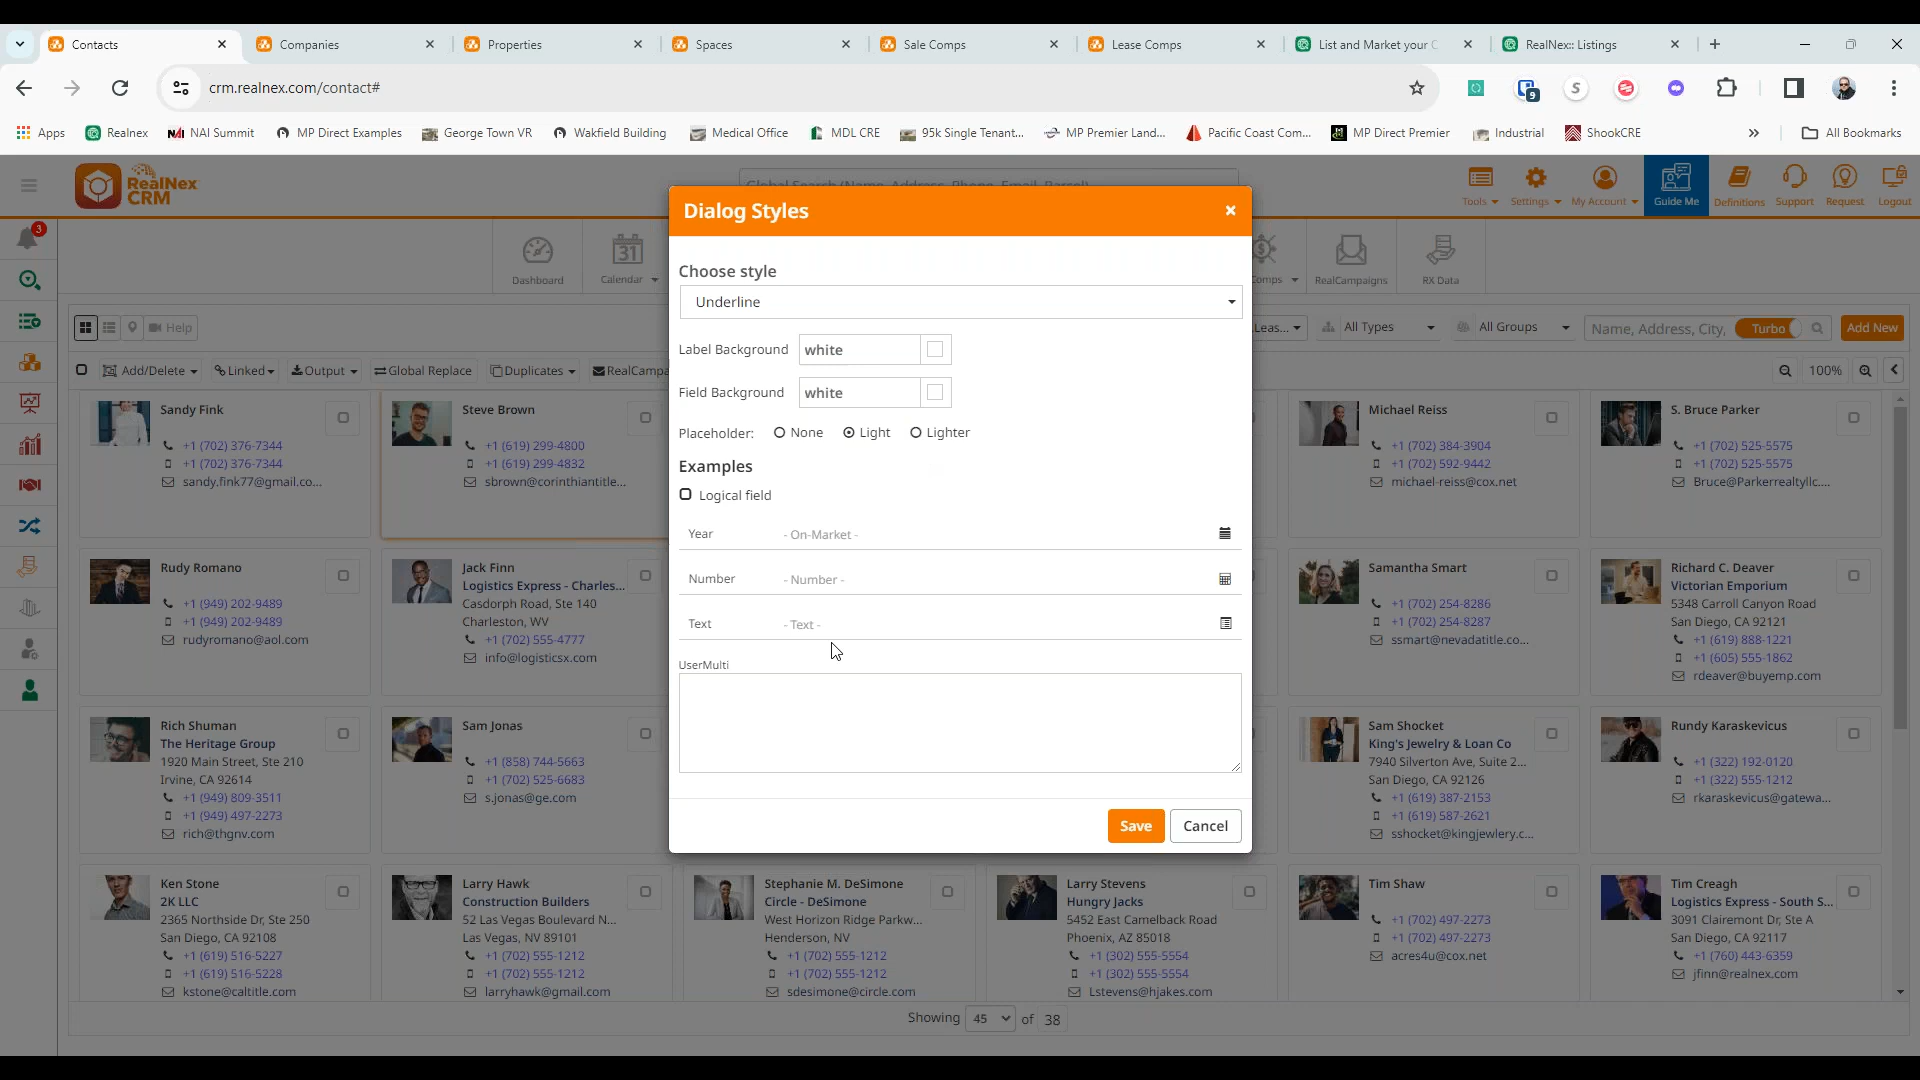 Contacts
Companies
Properties
Spaces
Sale Comps
Lease Comps
List and Market your C
RealNex:: Listings
crm.realnex.com/contact#
9
Apps
Realnex
NAI Summit
MP Direct Examples
George Town VR
Wakfield Building
Medical Office
MDL CRE
95k Single Tenant...
MP Premier Land...
Pacific Coast Com...
MP Direct Premier
Industrial
ShookCRE
All Bookmarks
RealNex
CRM
Global Search (Name, Address, Phone, Email, Parcel)
Tools
Settings
My Account
Guide Me
Definitions
Support
Request
Logout
3
Dashboard
31
Calendar
Comps
RealCampaigns
RX Data
Help
Leas...
All Types
All Groups
Name, Address, City,
Turbo
Add New
Add/Delete
Linked
Output
Global Replace
Duplicates
RealCampa
100%
Dialog Styles
×
Choose style
Underline
Label Background
white
Field Background
white
Placeholder:
None
Light
Lighter
Examples
Logical field
Year
- On-Market -
Number
- Number -
Text
- Text -
UserMulti
Save
Cancel
Sandy Fink
+1 (702) 376-7344
+1 (702) 376-7344
sandy.fink77@gmail.co...
Steve Brown
+1 (619) 299-4800
+1 (619) 299-4832
sbrown@corinthiantitle...
Michael Reiss
+1 (702) 384-3904
+1 (702) 592-9442
michael-reiss@cox.net
S. Bruce Parker
+1 (702) 525-5575
+1 (702) 525-5575
Bruce@Parkerrealtyllc....
Rudy Romano
+1 (949) 202-9489
+1 (949) 202-9489
rudyromano@aol.com
Jack Finn
Logistics Express - Charles...
Casdorph Road, Ste 140
Charleston, WV
+1 (702) 555-4777
info@logisticsx.com
Samantha Smart
+1 (702) 254-8286
+1 (702) 254-8287
ssmart@nevadatitle.co...
Richard C. Deaver
Victorian Emporium
5348 Carroll Canyon Road
San Diego, CA 92121
+1 (619) 888-1221
+1 (605) 555-1862
rdeaver@buyemp.com
Rich Shuman
The Heritage Group
1920 Main Street, Ste 210
Irvine, CA 92614
+1 (949) 809-3511
+1 (949) 497-2273
rich@thgnv.com
Sam Jonas
+1 (858) 744-5663
+1 (702) 525-6683
s.jonas@ge.com
Sam Shocket
King's Jewelry & Loan Co
7940 Silverton Ave, Suite 2...
San Diego, CA 92126
+1 (619) 387-2153
+1 (619) 587-2621
sshocket@kingjewlery.c...
Rundy Karaskevicus
+1 (322) 192-0120
+1 (322) 555-1212
rkaraskevicus@gatewa...
Ken Stone
2K LLC
2365 Northside Dr, Ste 250
San Diego, CA 92108
+1 (619) 516-5227
+1 (619) 516-5228
kstone@caltitle.com
Larry Hawk
Construction Builders
52 Las Vegas Boulevard N...
Las Vegas, NV 89101
+1 (702) 555-1212
+1 (702) 555-1212
larryhawk@gmail.com
Stephanie M. DeSimone
Circle - DeSimone
West Horizon Ridge Parkw...
Henderson, NV
+1 (702) 555-1212
+1 (702) 555-1212
sdesimone@circle.com
Larry Stevens
Hungry Jacks
5452 East Camelback Road
Phoenix, AZ 85018
+1 (302) 555-5554
+1 (302) 555-5554
Lstevens@hjakes.com
Tim Shaw
+1 (702) 497-2273
+1 (702) 497-2273
acres4u@cox.net
Tim Creagh
Logistics Express - South S...
3091 Clairemont Dr, Ste A
San Diego, CA 92117
+1 (760) 443-6359
jfinn@realnex.com
Showing 45 of 38